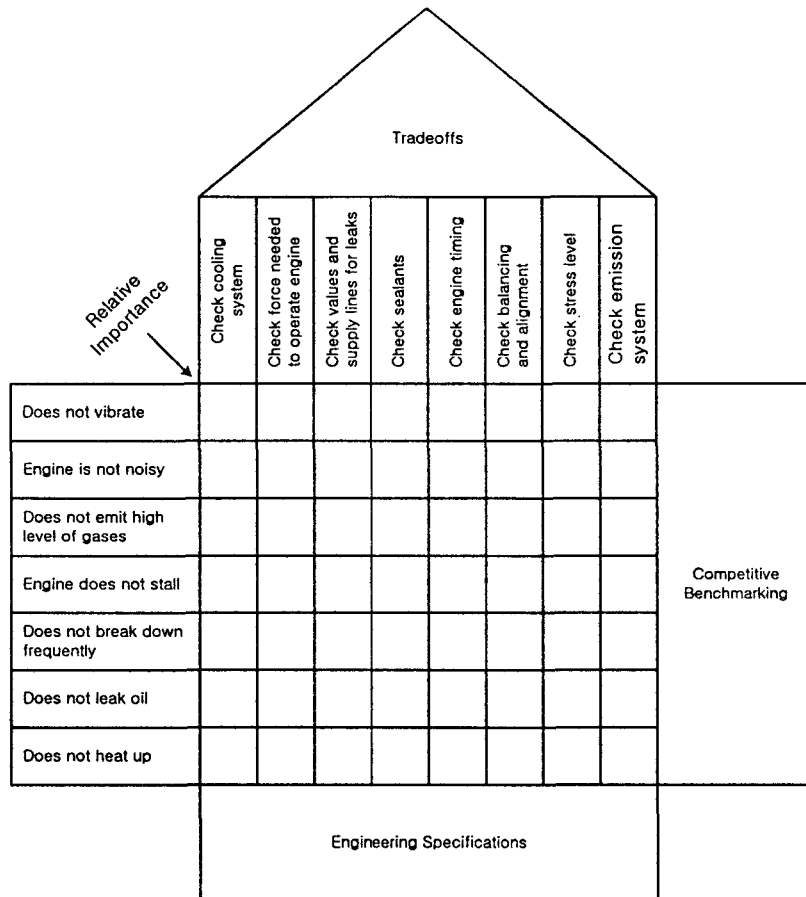 Tradeoffs
Relative
Importance
Check cooling
system
Check force needed
to operate engine
Check values and
supply lines for leaks
Check sealants
Check engine timing
Check balancing
and alignment
Check stress level
Check emission
system
Does not vibrate
Engine is not noisy
Does not emit high
level of gases
Engine does not stall
Does not break down
frequently
Does not leak oil
Does not heat up
Competitive
Benchmarking
Engineering Specifications